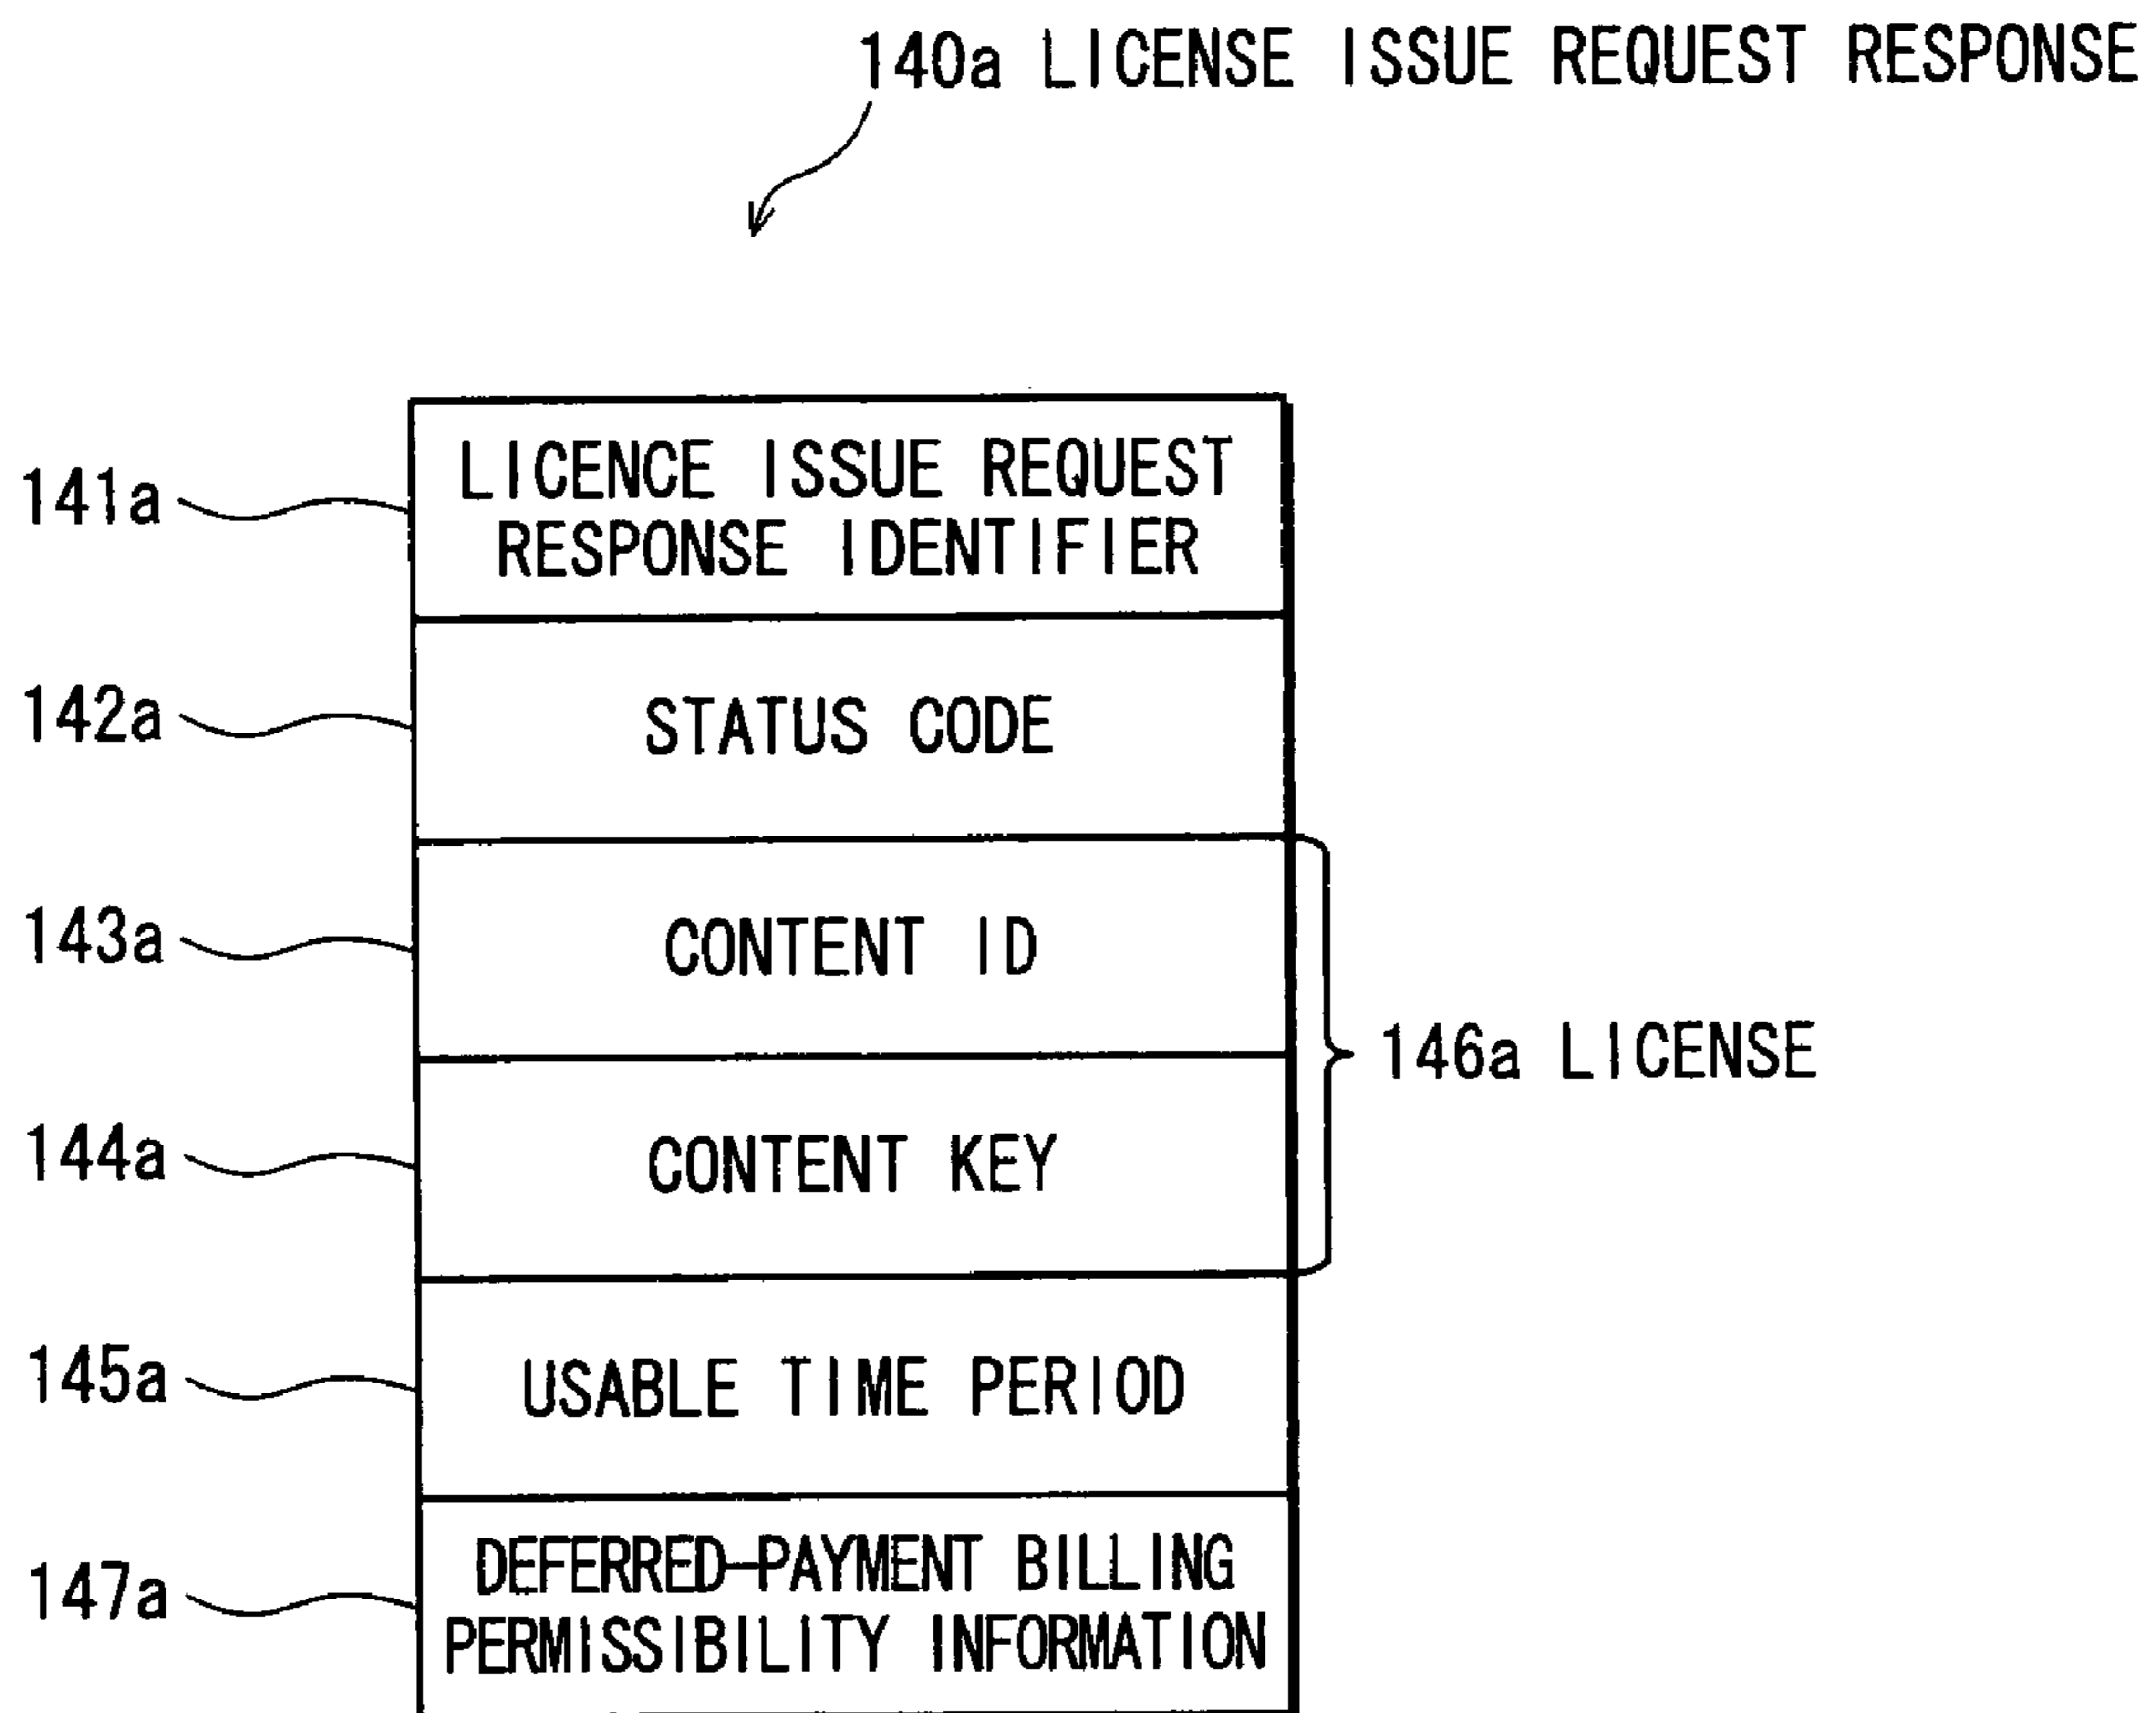 140a LICENSE ISSUE REQUEST RESPONSE
141a
LICENCE ISSUE REQUEST
RESPONSE IDENTIFIER
142a
STATUS CODE
143a
CONTENT ID
146a LICENSE
144a
CONTENT KEY
145a
USABLE TIME PERIOD
147a
DEFERRED-PAYMENT BILLING
PERMISSIBILITY INFORMATION